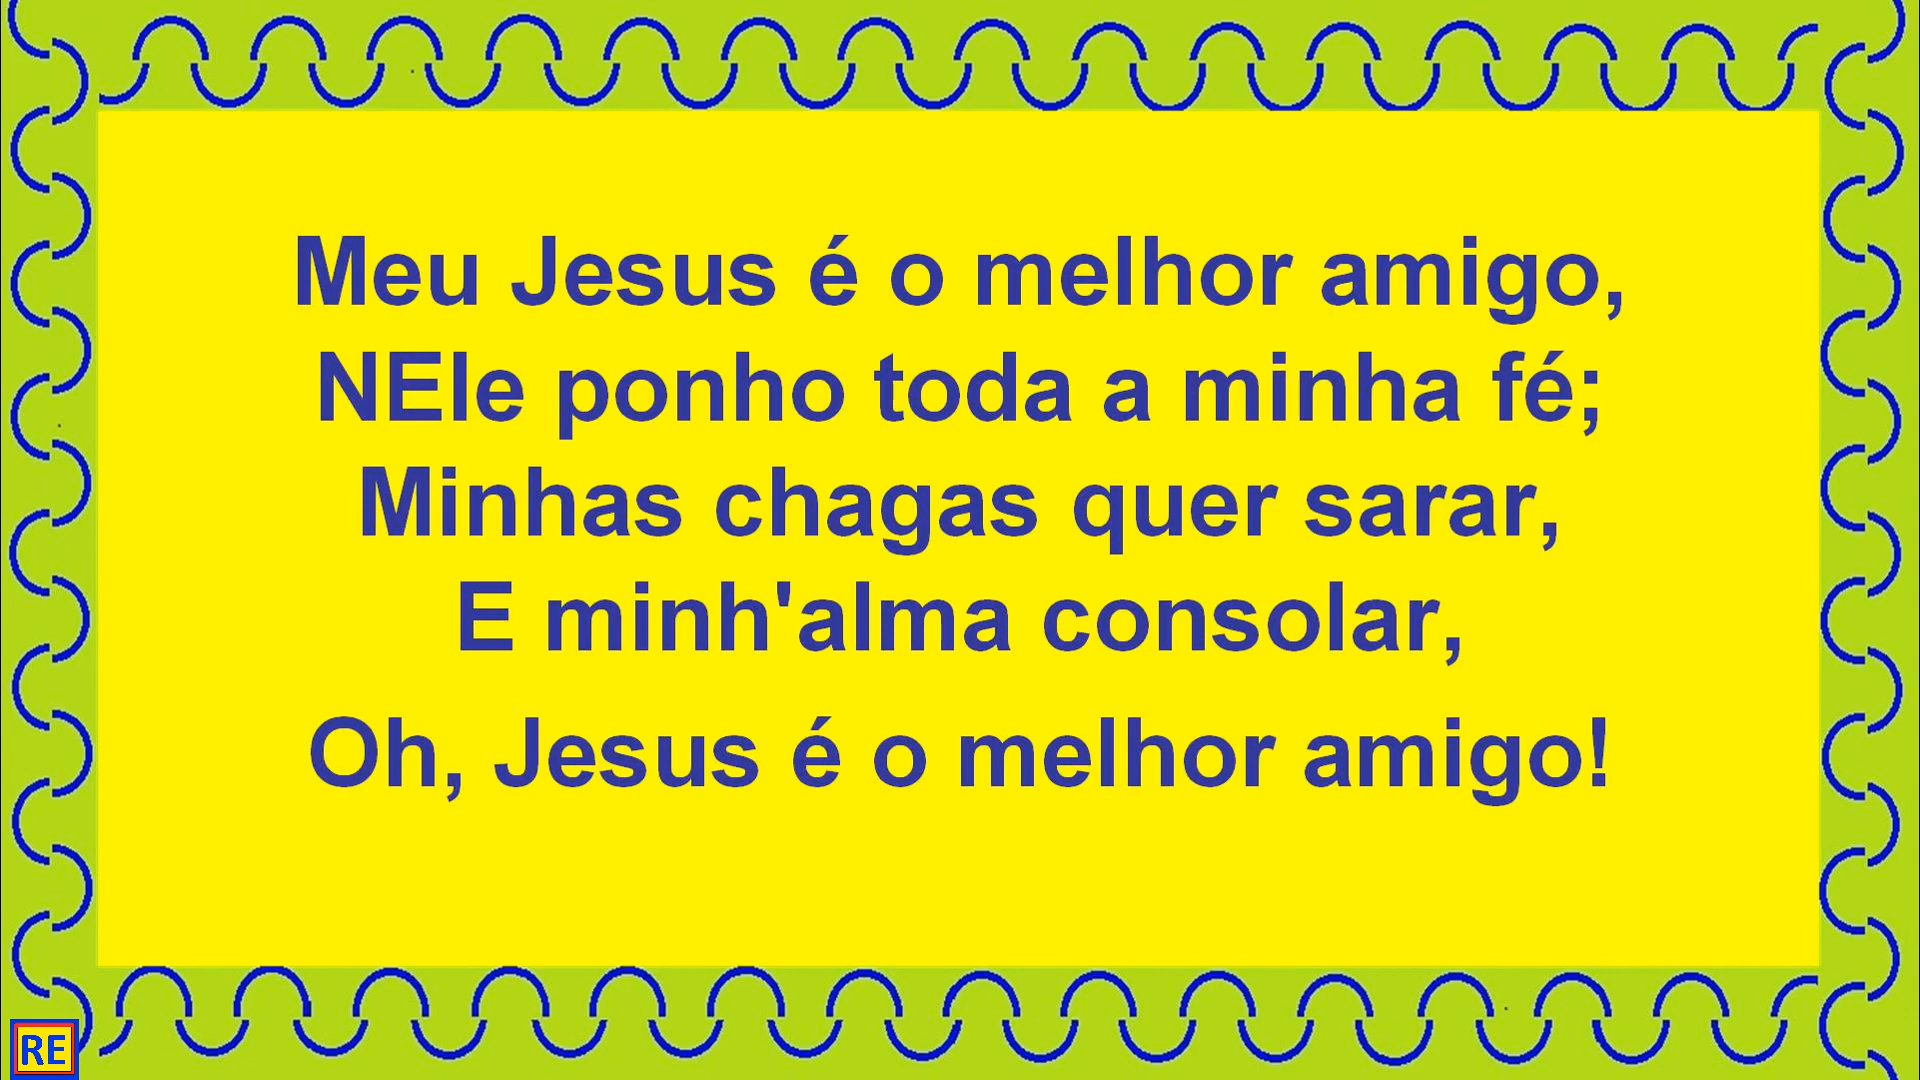 Meu Jesus é o melhor amigo,
NEle ponho toda a minha fé;
Minhas chagas quer sarar,
E minh'alma consolar,
Oh, Jesus é o melhor amigo!
RE